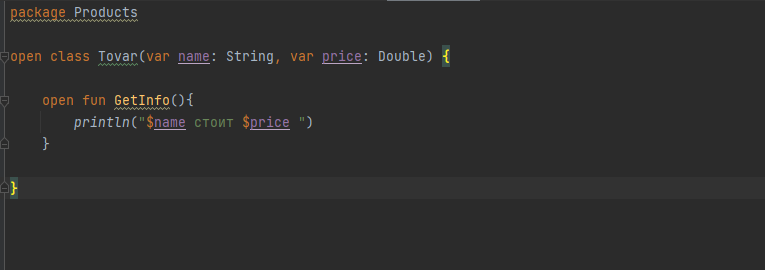 package Products
open class Tovar(var name: String, var price: Double) {
open fun GetInfo(){
println("$name стоит $price ")
}
}